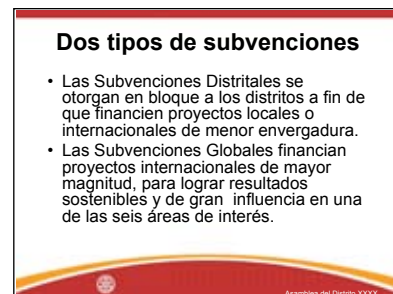 Dos tipos de subvenciones
• Las Subvenciones Distritales se
otorgan en bloque a los distritos a fin de
que financien proyectos locales o
internacionales de menor envergadura.
• Las Subvenciones Globales financian
proyectos internacionales de mayor
magnitud, para lograr resultados
sostenibles y de gran influencia en una
de las seis áreas de interés.
Asamblea del Distrito XXXX